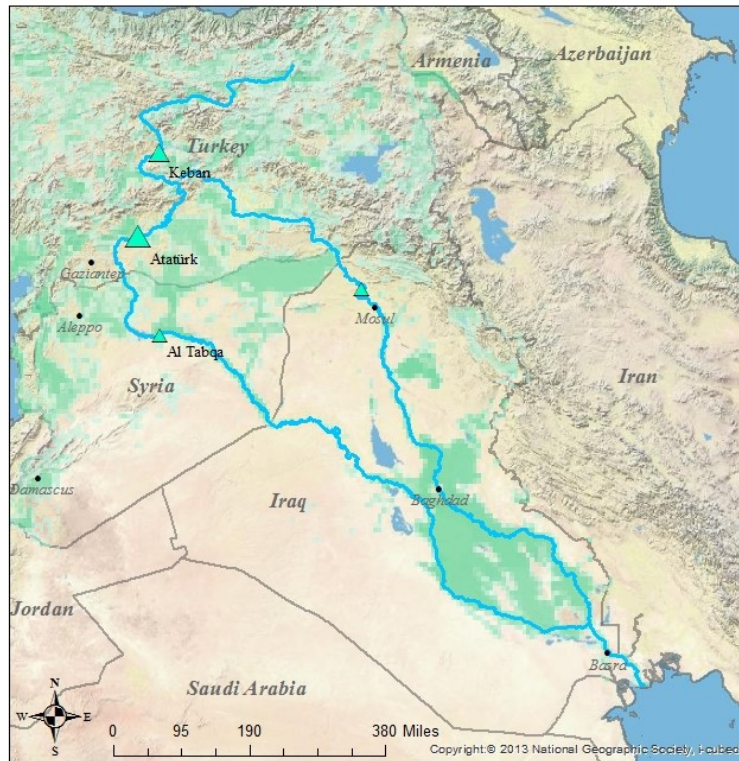 Armenia
Azerbaijan
Turkey
Keban
Atatürk
Gaziantep
Mosul
Aleppo
Al Tabqa
Iran
Syria
Damascus
Baghdad
Iraq
Jordan
Basra
Saudi Arabia
N
W E
S
0 95 190 380 Miles
Copyright:© 2013 National Geographic Society, i-cubed